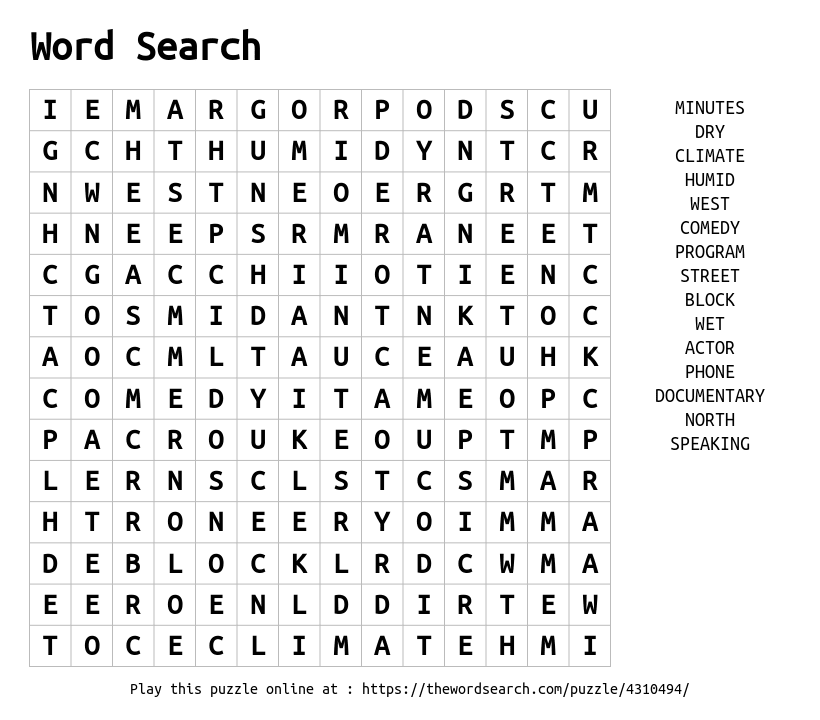 Word Search
I E M A R G O R P O D S C U
G C H T H U M I D Y N T C R
N W E S T N E O E R G R T M
H N E E P S R M R A N E E T
C G A C C H I I O T I E N C
T O S M I D A N T N K T O C
A O C M L T A U C E A U H K
C O M E D Y I T A M E O P C
P A C R O U K E O U P T M P
L E R N S C L S T C S M A R
H T R O N E E R Y O I M M A
D E B L O C K L R D C W M A
E E R O E N L D D I R T E W
T O C E C L I M A T E H M I
MINUTES
DRY
CLIMATE
HUMID
WEST
COMEDY
PROGRAM
STREET
BLOCK
WET
ACTOR
PHONE
DOCUMENTARY
NORTH
SPEAKING
Play this puzzle online at : https://thewordsearch.com/puzzle/4310494/